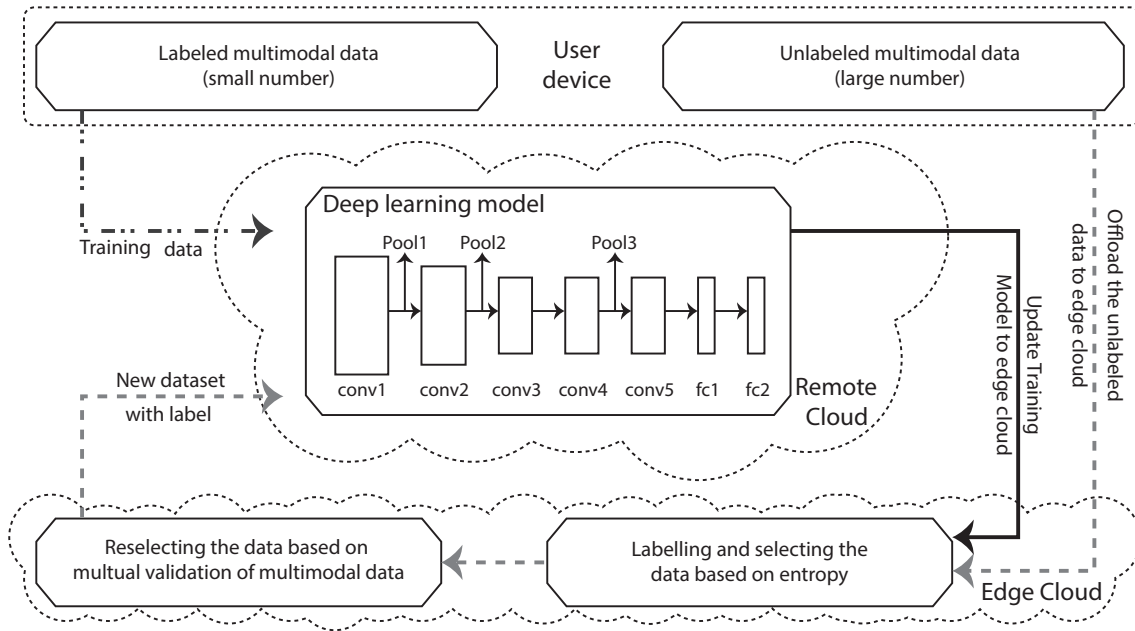 Labeled multimodal data
(small number)
User
device
Unlabeled multimodal data
(large number)
Deep learning model
Pool1
Pool2
Pool3
Training data
conv1
conv2
conv3
conv4
conv5
fc1
fc2
Remote
Cloud
Update Training
Model to edge cloud
Offload the unlabeled
data to edge cloud
New dataset
with label
Reselecting the data based on
multual validation of multimodal data
Labelling and selecting the
data based on entropy
Edge Cloud